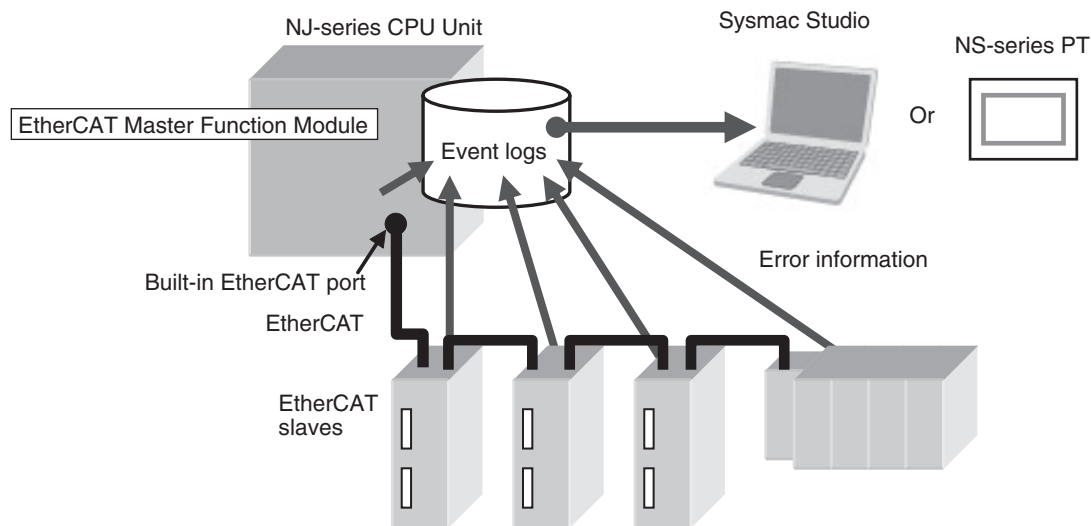 NJ-series CPU Unit
Sysmac Studio
NS-series PT
EtherCAT Master Function Module
Event logs
Or
Built-in EtherCAT port
Error information
EtherCAT
EtherCAT
slaves